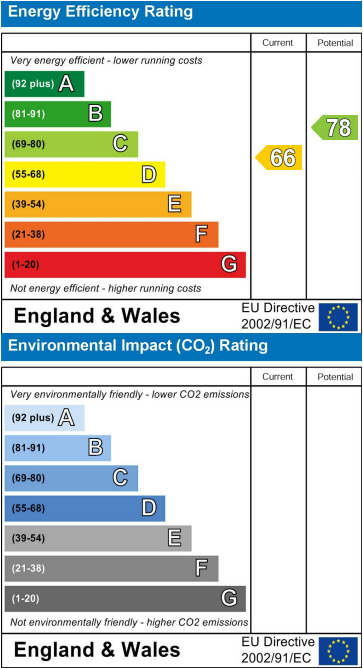 Energy Efficiency Rating
Current Potential
Very energy efficient - lower running costs
(92 plus) A
(81-91) B
(69-80) C
(55-68) D
(39-54) E
(21-38) F
(1-20) G
78
66
Not energy efficient - higher running costs
England & Wales
EU Directive
2002/91/EC
Environmental Impact (CO₂) Rating
Current Potential
Very environmentally friendly - lower CO2 emissions
(92 plus) A
(81-91) B
(69-80) C
(55-68) D
(39-54) E
(21-38) F
(1-20) G
Not environmentally friendly - higher CO2 emissions
England & Wales
EU Directive
2002/91/EC